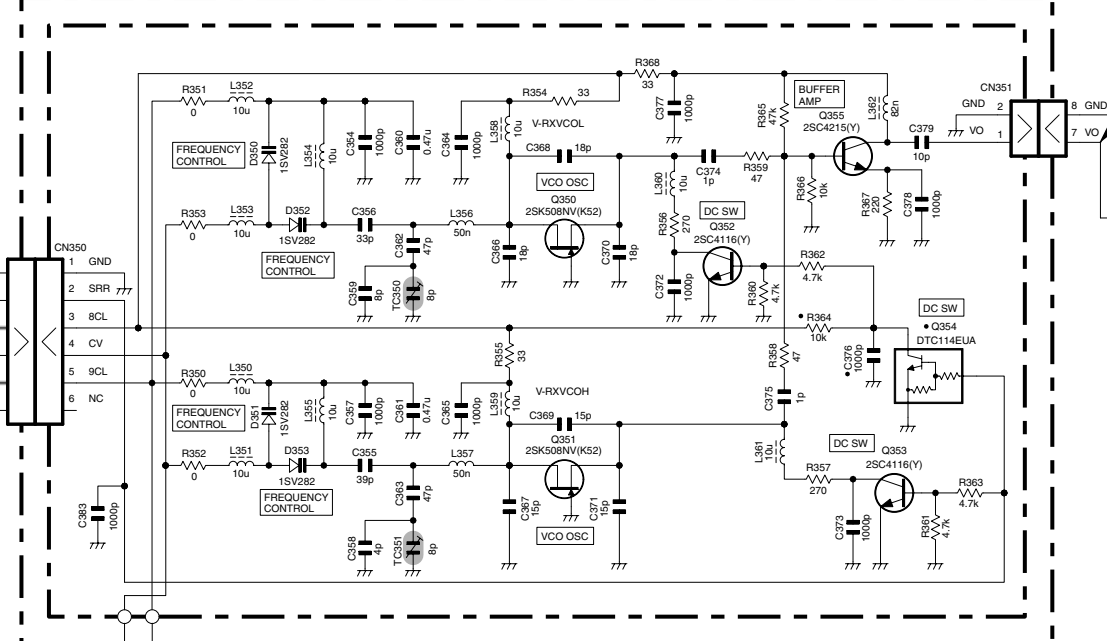 R368
33
L352
R351
10u
0
R354
33
C377
1000p
R365
47k
BUFFER
AMP
Q355
2SC4215(Y)
L362
82n
CN351
GND 2
8 GND
VO 1
7 VO
FREQUENCY
CONTROL
D350
1SV282
L354
10u
C354
1000p
C360
0.47u
C364
1000p
L358
10u
V-RXVCOL
C368 18p
C374
1p
R359
47
C379
10p
VCO OSC
Q350
2SK508NV(K52)
L360
10u
R356
270
R366
10k
R367
220
C378
1000p
DC SW
Q352
2SC4116(Y)
R353
0
L353
10u
D352
1SV282
C356
33p
L356
50n
C362
47p
C366
18p
C370
18p
FREQUENCY
CONTROL
CN350
1 GND
2 SRR
3 8CL
4 CV
5 9CL
6 NC
C359
8p
TC350
8p
C372
1000p
R360
4.7k
R362
4.7k
DC SW
Q354
DTC114EUA
R364
10k
C376
1000p
R355
33
R358
47
R350
0
L350
10u
FREQUENCY
CONTROL
D351
1SV282
L355
10u
C357
1000p
C361
0.47u
C365
1000p
L359
10u
V-RXVCOH
C369 15p
C375
1p
Q351
2SK508NV(K52)
L361
10u
DC SW
Q353
2SC4116(Y)
R352
0
L351
10u
D353
1SV282
C355
39p
L357
50n
R357
270
R363
4.7k
FREQUENCY
CONTROL
C363
47p
C367
15p
C371
15p
C373
1000p
R361
4.7k
C383
1000p
VCO OSC
C358
4p
TC351
8p